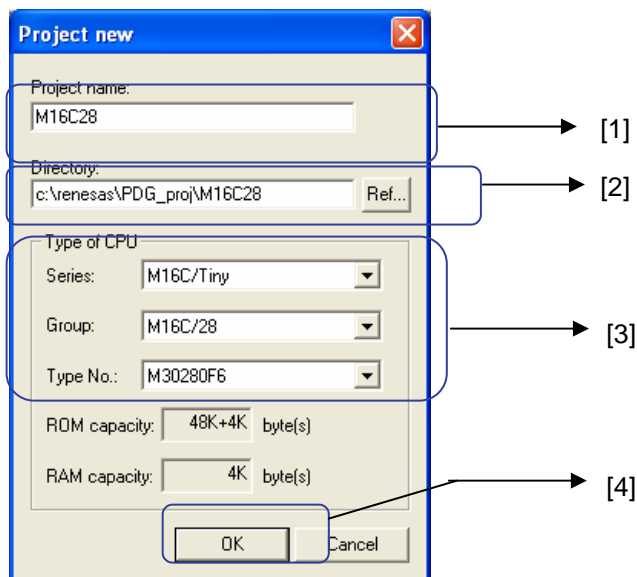 Project new
Project name:
M16C28
[1]
Directory:
c:\renesas\PDG_proj\M16C28
Ref...
[2]
Type of CPU
Series: M16C/Tiny
Group: M16C/28
[3]
Type No.: M30280F6
ROM capacity: 48K+4K byte(s)
RAM capacity: 4K byte(s)
[4]
OK Cancel